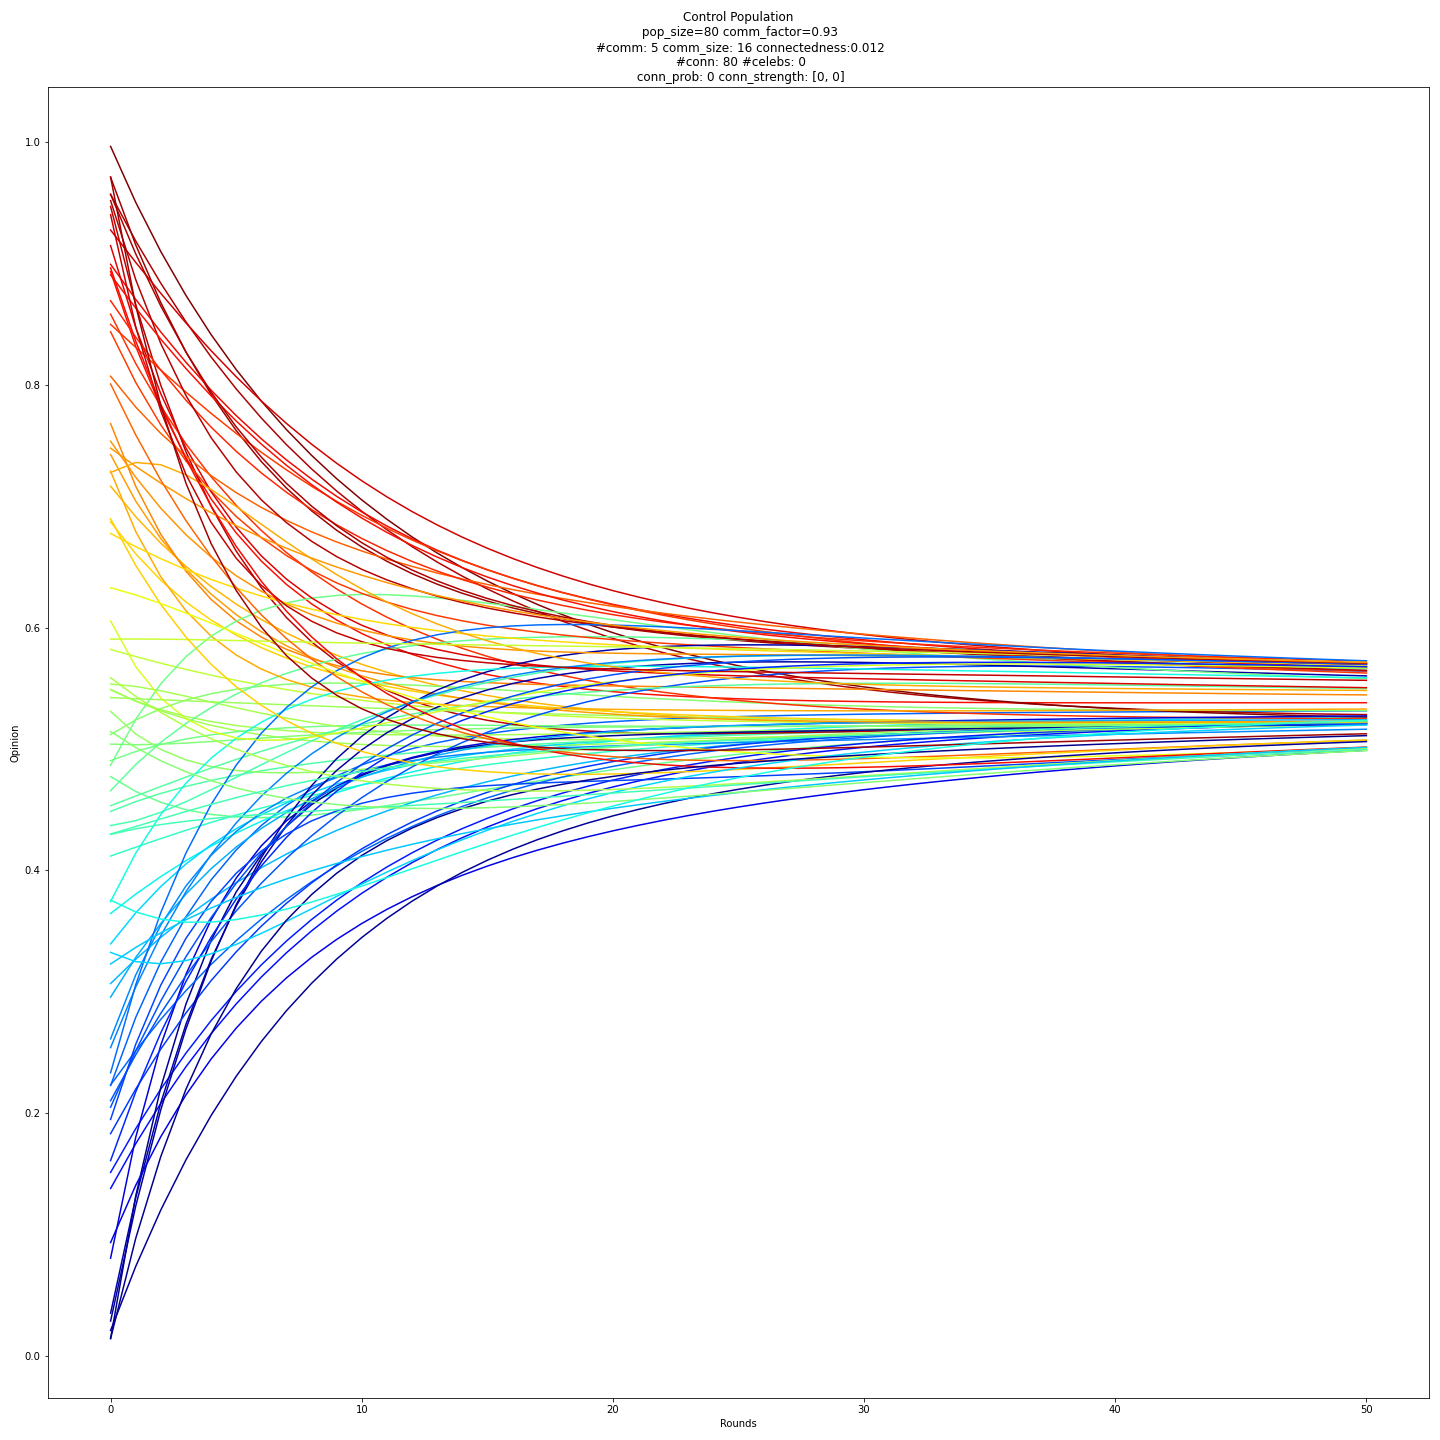 Control Population
pop_size=80 comm_factor=0.93
#comm: 5 comm_size: 16 connectedness:0.012
#conn: 80 #celebs: 0
conn_prob: 0 conn_strength: [0, 0]
1.0
0.8
0.6
Opinion
0.4
0.2
0.0
0
10
20
30
40
50
Rounds